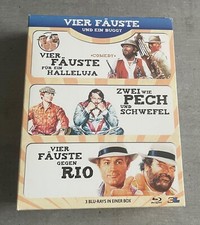 VIER FÄUSTE
UND EIN BUGGY
VIER
FÄUSTE
FÜR EIN
HALLELUJA
ZWEI WIE
PECH
UND
SCHWEFEL
VIER
FÄUSTE
GEGEN
RIO
3 BLU-RAYS IN EINER BOX